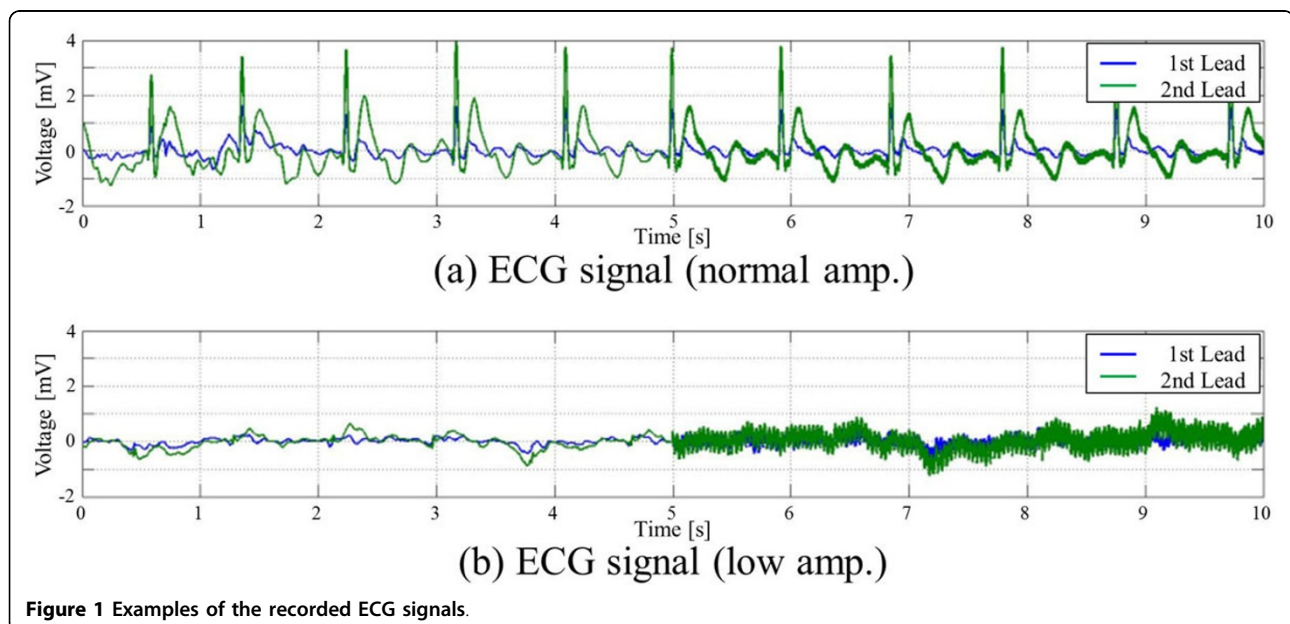 4
2
0
-2
Voltage [mV]
1st Lead
2nd Lead
0 1 2 3 4 5 6 7 8 9 10
Time [s]
(a) ECG signal (normal amp.)
4
2
0
-2
Voltage [mV]
1st Lead
2nd Lead
0 1 2 3 4 5 6 7 8 9 10
Time [s]
(b) ECG signal (low amp.)
Figure 1 Examples of the recorded ECG signals.